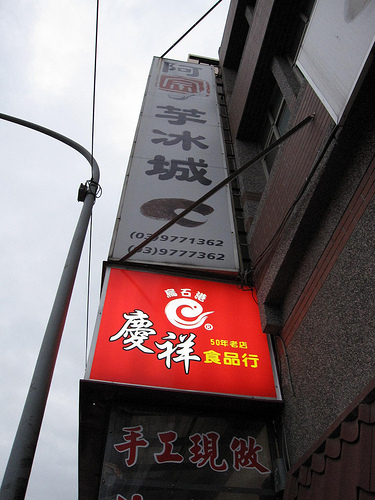 阿宗
芋冰城
(03)9771362
(03)9777362
烏石港
®
慶祥
50年老店
食品行
手工現做